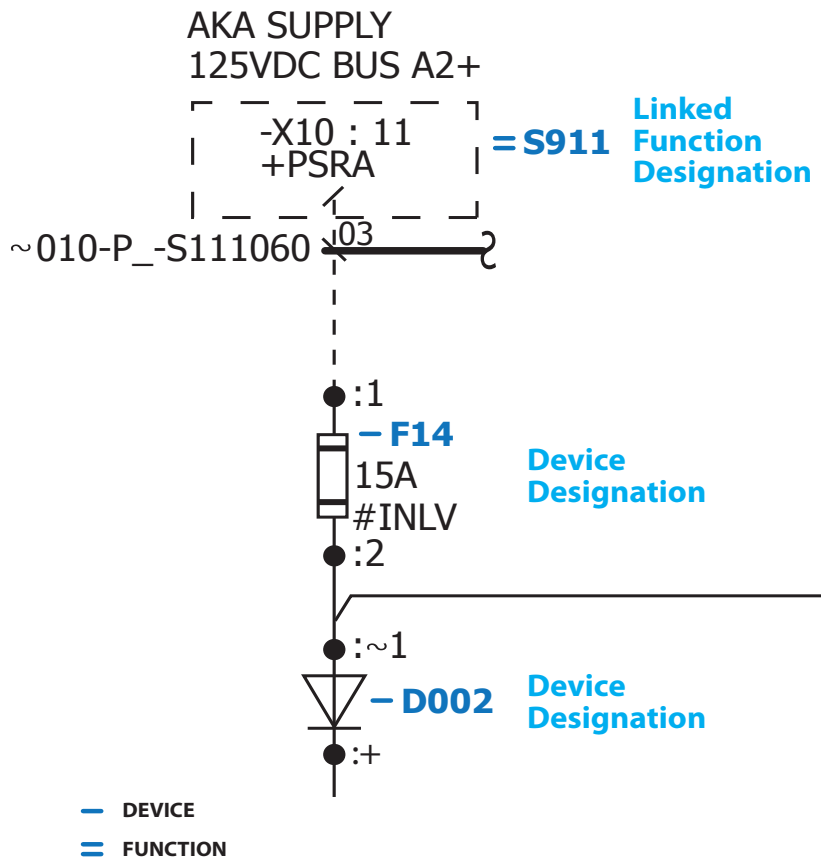 AKA SUPPLY
125VDC BUS A2+
-X10 : 11
+PSRA
=S911
Linked
Function
Designation
~010-P_-S111060
03
:1
-F14
15A
#INLV
:2
Device
Designation
:~1
-D002
Device
Designation
:+
- DEVICE
= FUNCTION